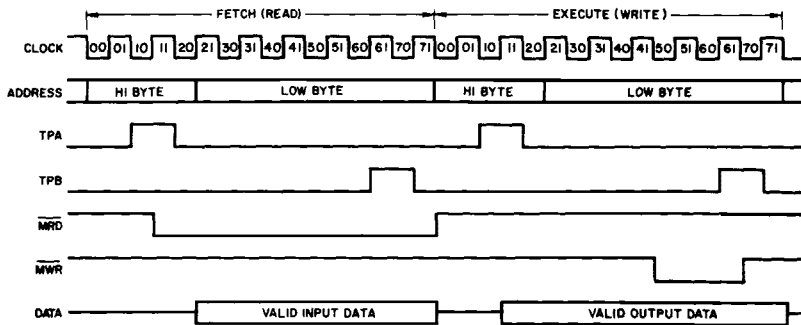 FETCH (READ) EXECUTE (WRITE)
CLOCK 00 01 10 11 20 21 30 31 40 41 50 51 60 61 70 71 00 01 10 11 20 21 30 31 40 41 50 51 60 61 70 71
ADDRESS HI BYTE LOW BYTE HI BYTE LOW BYTE
TPA
TPB
MRD
MWR
DATA VALID INPUT DATA VALID OUTPUT DATA